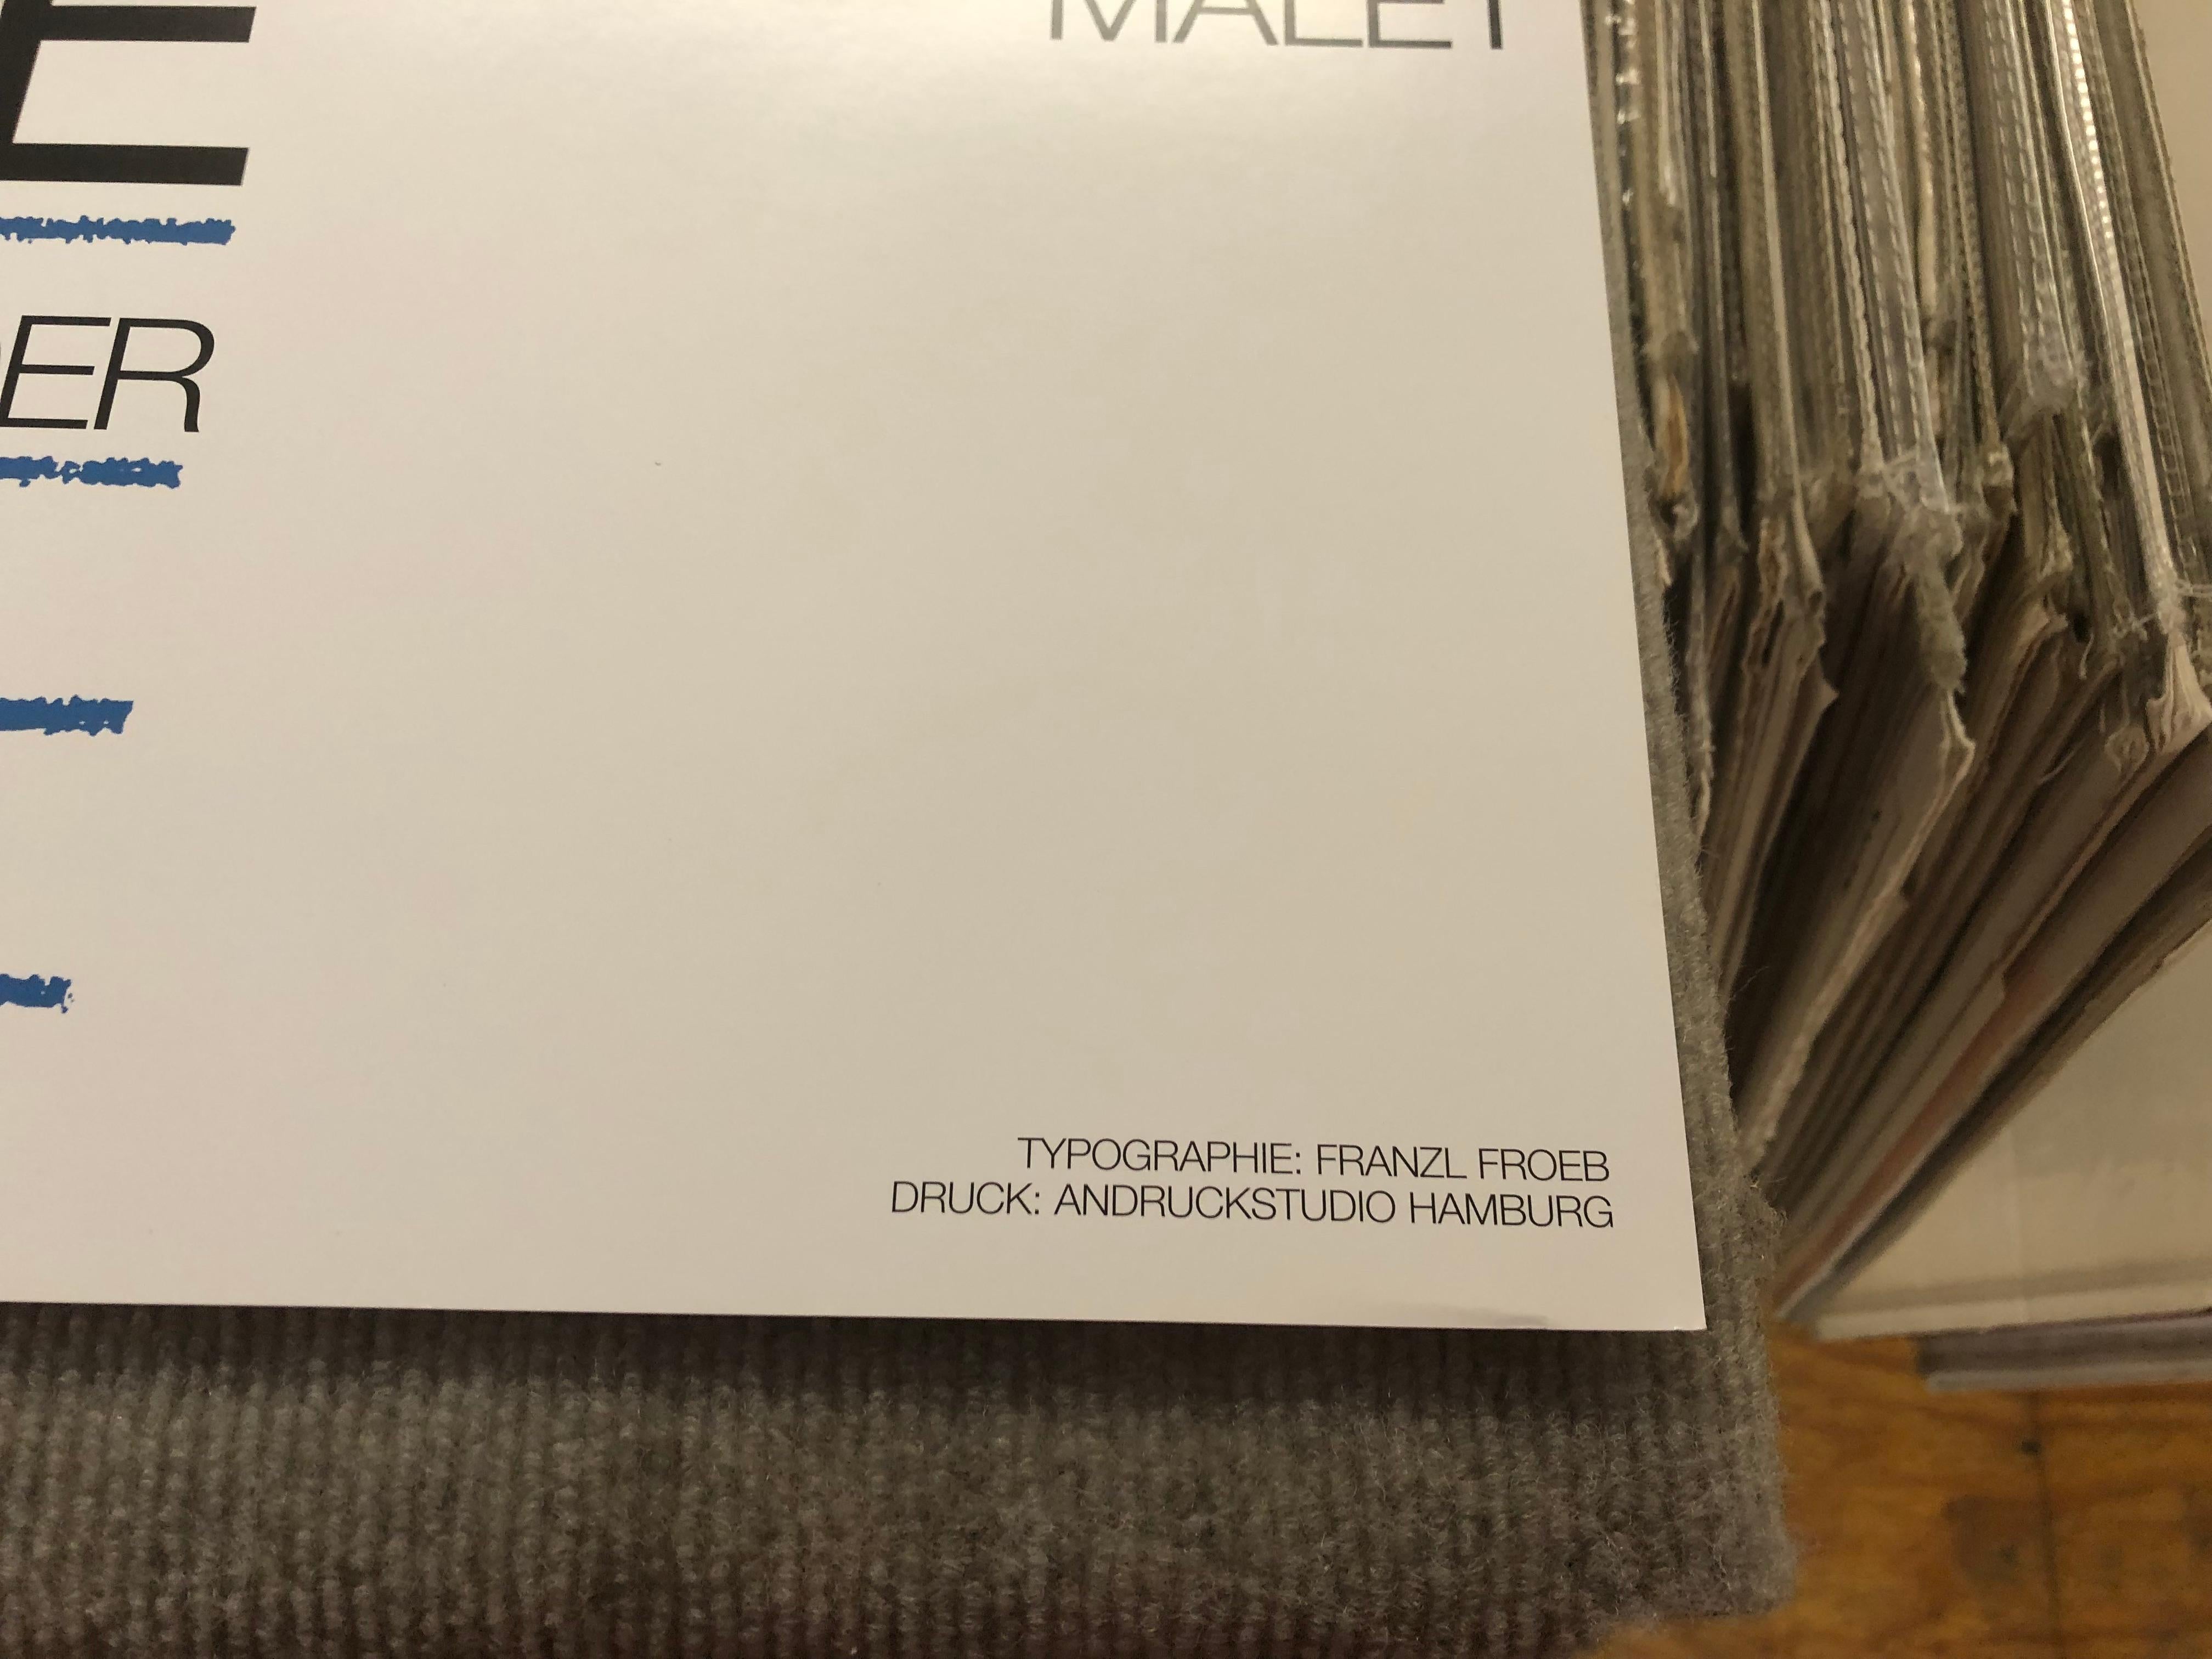 MALET
E
ER
TYPOGRAPHIE: FRANZL FROEB
DRUCK: ANDRUCKSTUDIO HAMBURG